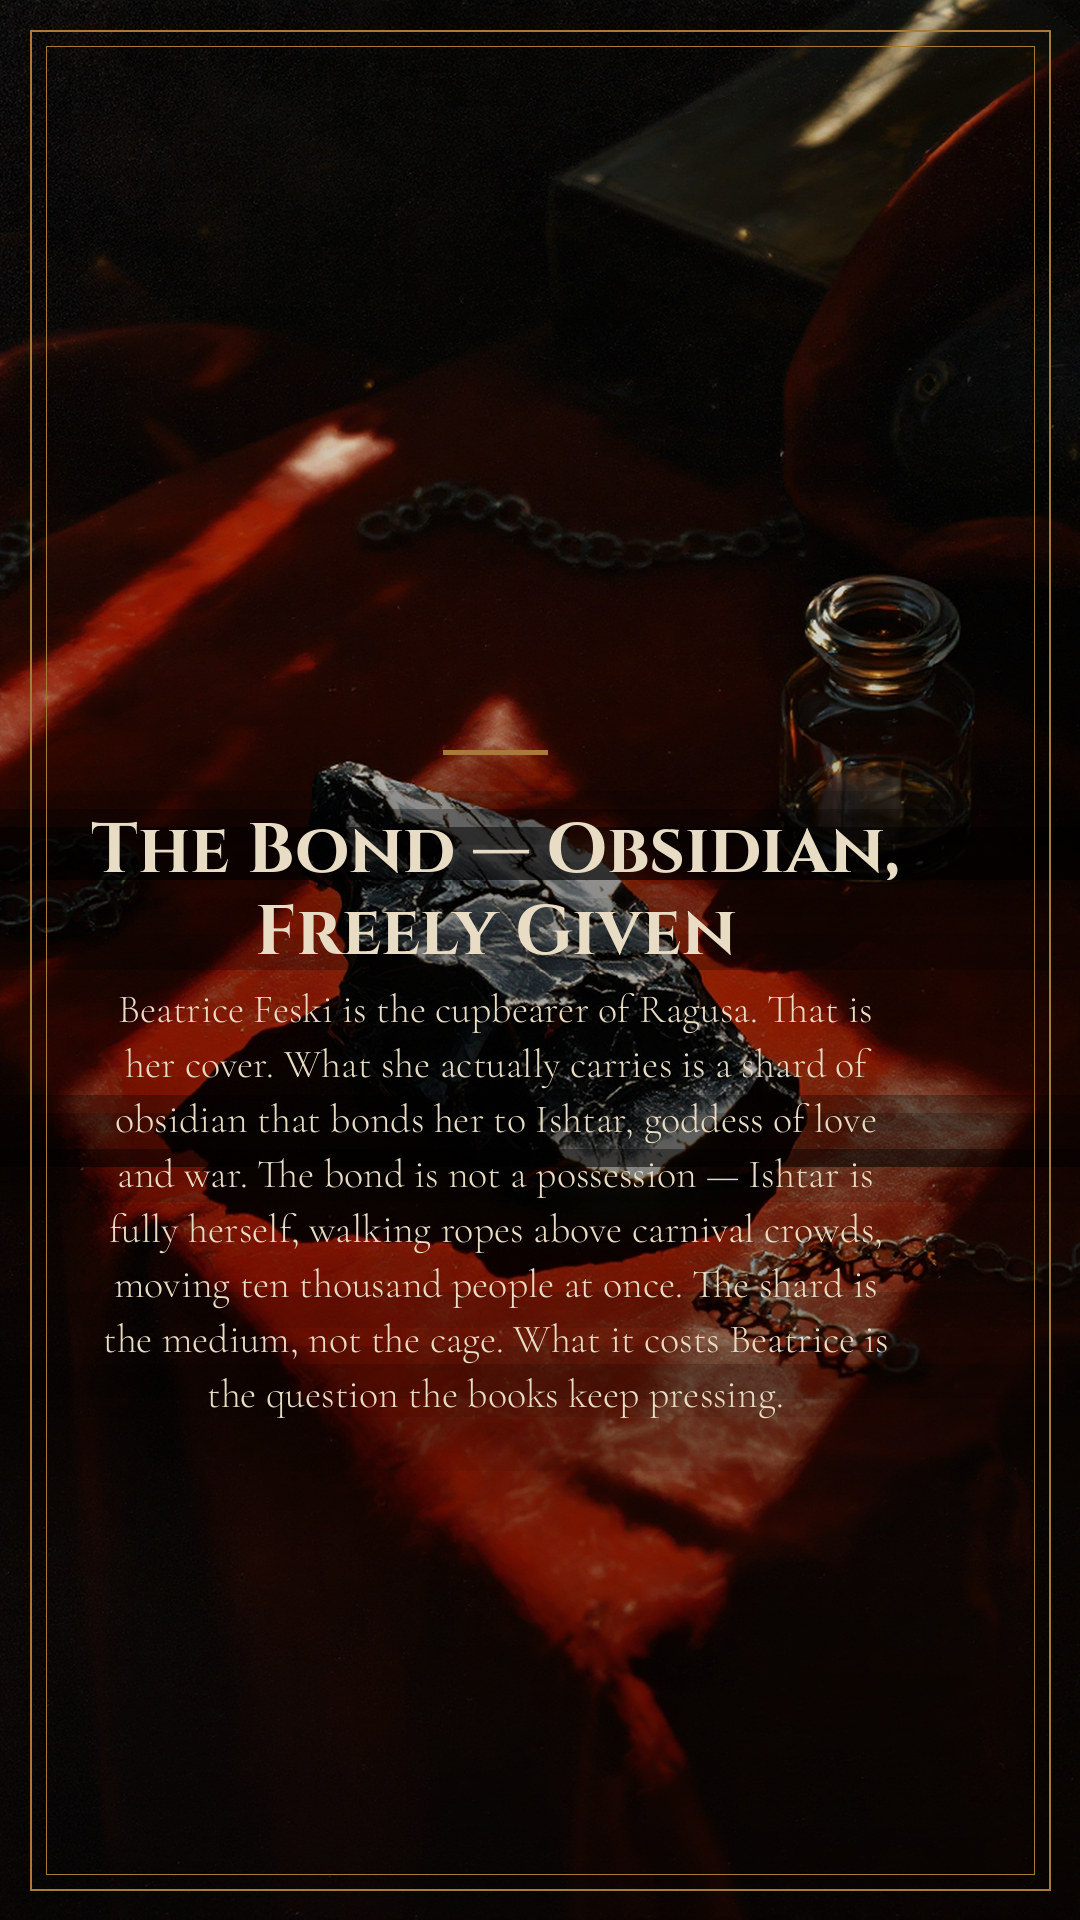 The Bond — Obsidian,
Freely Given
Beatrice Feski is the cupbearer of Ragusa. That is
her cover. What she actually carries is a shard of
obsidian that bonds her to Ishtar, goddess of love
and war. The bond is not a possession — Ishtar is
fully herself, walking ropes above carnival crowds,
moving ten thousand people at once. The shard is
the medium, not the cage. What it costs Beatrice is
the question the books keep pressing.